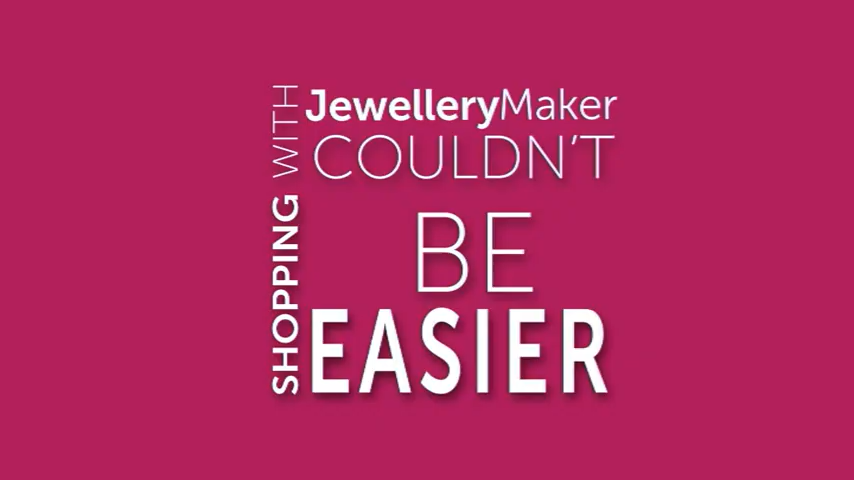 SHOPPING WITH
JewelleryMaker
COULDN'T
BE
EASIER